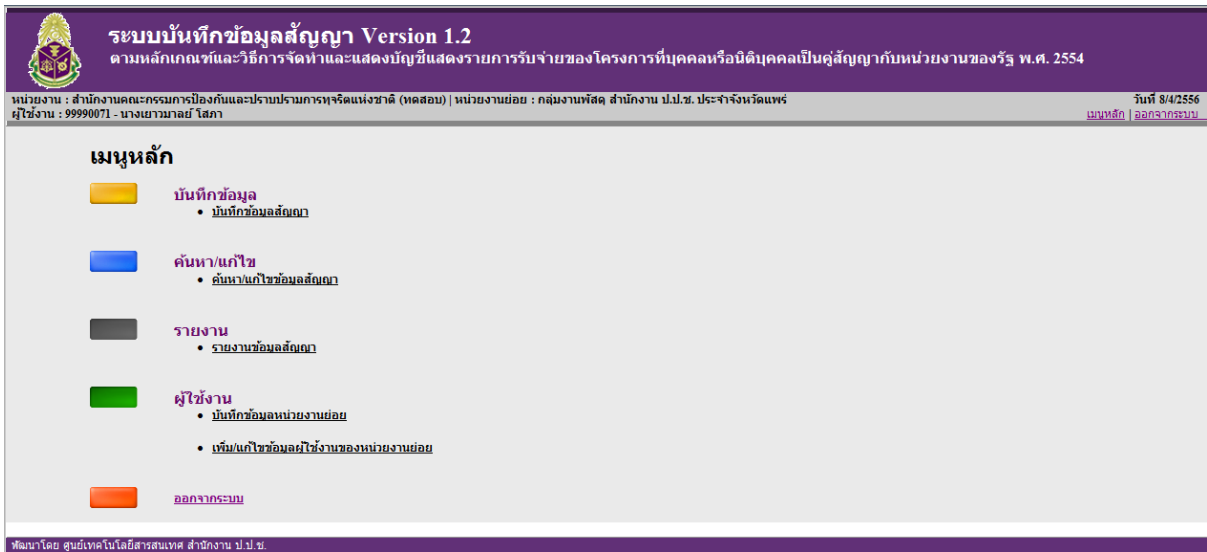 ระบบบันทึกข้อมูลสัญญา Version 1.2
ตามหลักเกณฑ์และวิธีการจัดทำและแสดงบัญชีแสดงรายการรับจ่ายของโครงการที่บุคคลหรือนิติบุคคลเป็นคู่สัญญากับหน่วยงานของรัฐ พ.ศ. 2554
หน่วยงาน : สำนักงานคณะกรรมการป้องกันและปราบปรามการทุจริตแห่งชาติ (ทดสอบ) | หน่วยงานย่อย : กลุ่มงานพัสดุ สำนักงาน ป.ป.ช. ประจำจังหวัดแพร่ วันที่ 8/4/2556
ผู้ใช้งาน : 99990071 - นางเยาวมาลย์ โสภา เมนูหลัก | ออกจากระบบ
เมนูหลัก
บันทึกข้อมูล
• บันทึกข้อมูลสัญญา
ค้นหา/แก้ไข
• ค้นหา/แก้ไขข้อมูลสัญญา
รายงาน
• รายงานข้อมูลสัญญา
ผู้ใช้งาน
• บันทึกข้อมูลหน่วยงานย่อย
• เพิ่ม/แก้ไขข้อมูลผู้ใช้งานของหน่วยงานย่อย
ออกจากระบบ
พัฒนาโดย ศูนย์เทคโนโลยีสารสนเทศ สำนักงาน ป.ป.ช.